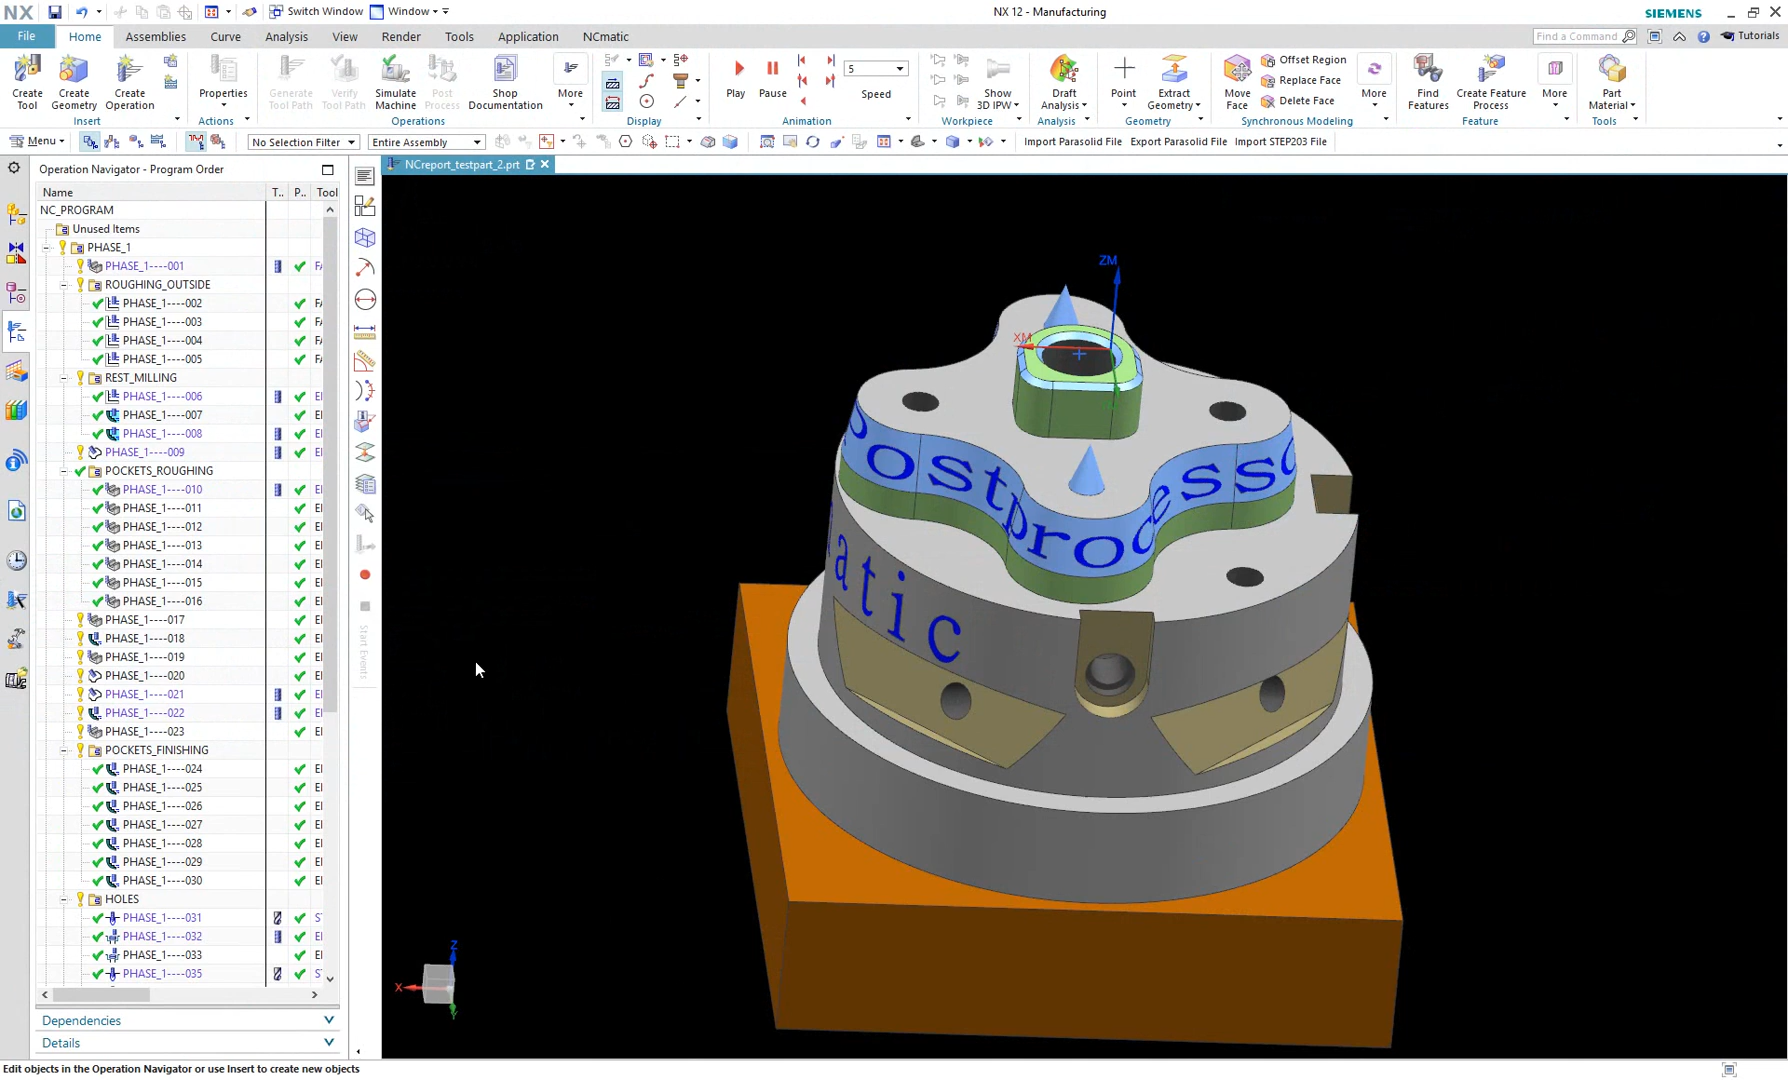 NX
Switch Window
Window
NX 12 - Manufacturing
SIEMENS
File
Home
Assemblies
Curve
Analysis
View
Render
Tools
Application
NCmatic
Find a Command
Tutorials
Create Tool
Create Geometry
Create Operation
Insert
Properties
Actions
Generate Tool Path
Verify Tool Path
Simulate Machine
Post Process
Shop Documentation
More
Operations
Display
Play
Pause
5
Speed
Animation
Show 3D IPW
Workpiece
Draft Analysis
Analysis
Point
Extract Geometry
Geometry
Move Face
Offset Region
Replace Face
Delete Face
More
Synchronous Modeling
Find Features
Create Feature Process
More
Feature
Part Material
Tools
Menu
No Selection Filter
Entire Assembly
Import Parasolid File
Export Parasolid File
Import STEP203 File
Operation Navigator - Program Order
NCreport_testpart_2.prt
Name T.. P.. Tool
NC_PROGRAM
Unused Items
PHASE_1
PHASE_1----001
ROUGHING_OUTSIDE
PHASE_1----002
PHASE_1----003
PHASE_1----004
PHASE_1----005
REST_MILLING
PHASE_1----006
PHASE_1----007
PHASE_1----008
PHASE_1----009
POCKETS_ROUGHING
PHASE_1----010
PHASE_1----011
PHASE_1----012
PHASE_1----013
PHASE_1----014
PHASE_1----015
PHASE_1----016
PHASE_1----017
PHASE_1----018
PHASE_1----019
PHASE_1----020
PHASE_1----021
PHASE_1----022
PHASE_1----023
POCKETS_FINISHING
PHASE_1----024
PHASE_1----025
PHASE_1----026
PHASE_1----027
PHASE_1----028
PHASE_1----029
PHASE_1----030
HOLES
PHASE_1----031
PHASE_1----032
PHASE_1----033
PHASE_1----035
Dependencies
Details
Start Events
ZM
XM
postprocesso
atic
Z
X
Y
Edit objects in the Operation Navigator or use Insert to create new objects